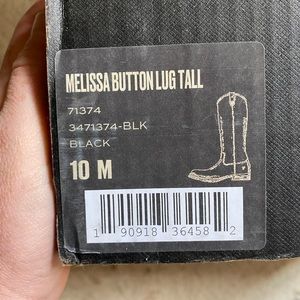 MELISSA BUTTON LUG TALL
71374
3471374-BLK
BLACK
10 M
1 90918 36458 2